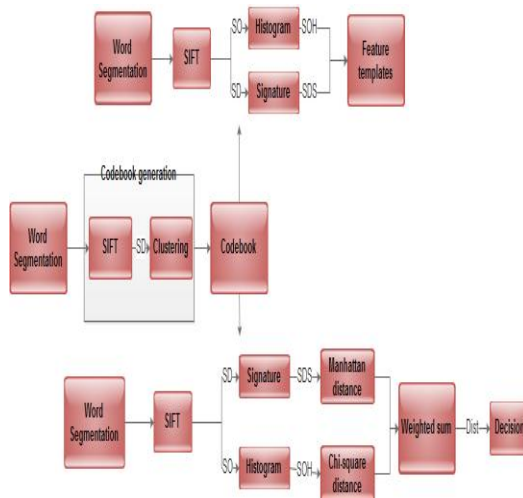 Word
Segmentation
SIFT
SO
Histogram
SOH
SD
Signature
SDS
Feature
templates
Codebook generation
Word
Segmentation
SIFT
SD
Clustering
Codebook
Word
Segmentation
SIFT
SD
Signature
SDS
Manhattan
distance
SO
Histogram
SOH
Chi-square
distance
Weighted sum
Dist
Decision